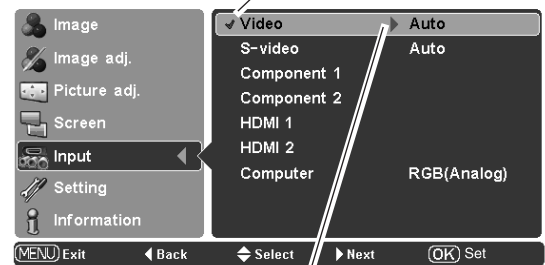 Image
Image adj.
Picture adj.
Screen
Input
Setting
Information
Video Auto
S-video Auto
Component 1
Component 2
HDMI 1
HDMI 2
Computer RGB(Analog)
MENU Exit Back Select Next OK Set